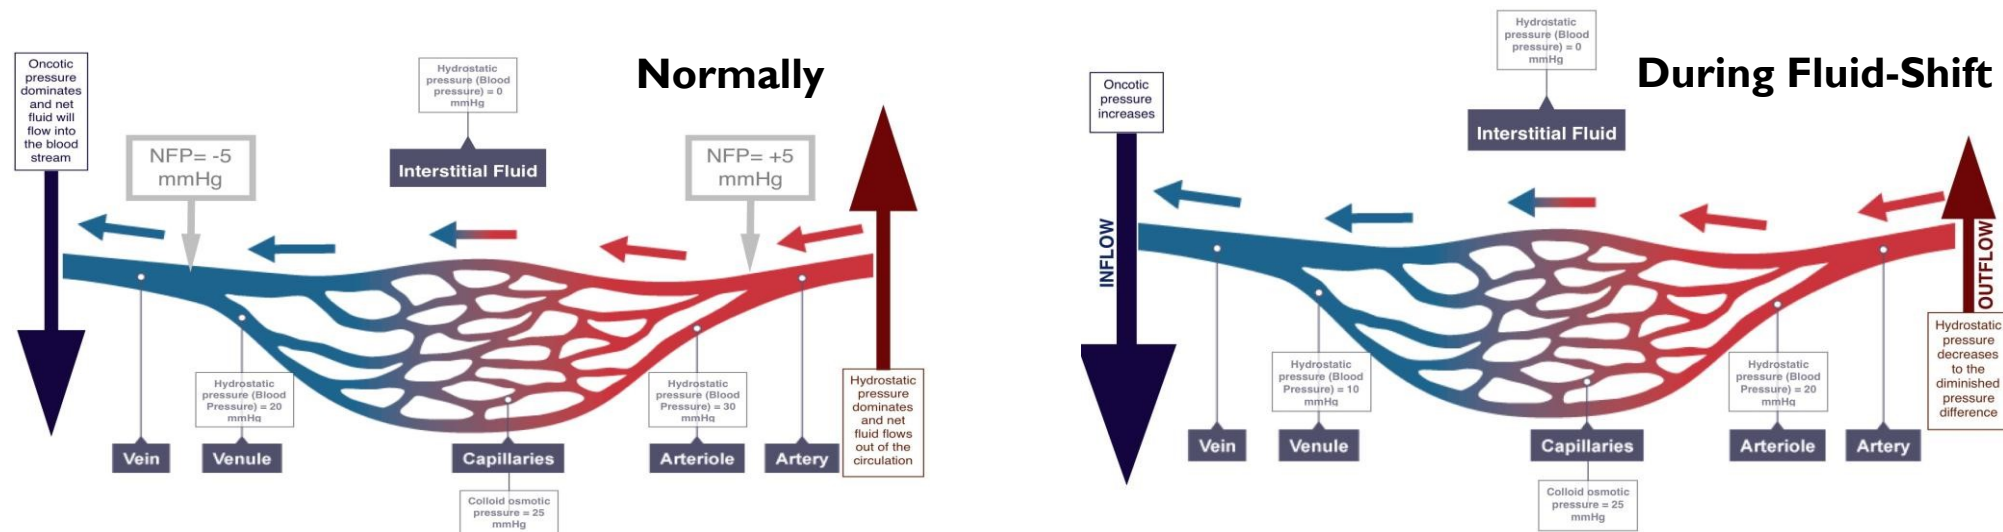 Normally
Oncotic
pressure
dominates
and net
fluid will
flow into
the blood
stream
NFP= -5
mmHg
Hydrostatic
pressure (Blood
pressure) = 0
mmHg
Interstitial Fluid
NFP= +5
mmHg
Hydrostatic
pressure (Blood
Pressure) = 20
mmHg
Hydrostatic
pressure (Blood
Pressure) = 30
mmHg
Hydrostatic
pressure
dominates
and net
fluid flows
out of the
circulation
Vein
Venule
Capillaries
Arteriole
Artery
Colloid osmotic
pressure = 25
mmHg
During Fluid-Shift
Oncotic
pressure
increases
Hydrostatic
pressure (Blood
pressure) = 0
mmHg
Interstitial Fluid
INFLOW
OUTFLOW
Hydrostatic
pressure (Blood
Pressure) = 10
mmHg
Hydrostatic
pressure (Blood
Pressure) = 20
mmHg
Hydrostatic
pressure
decreases
to the
diminished
pressure
difference
Vein
Venule
Capillaries
Arteriole
Artery
Colloid osmotic
pressure = 25
mmHg